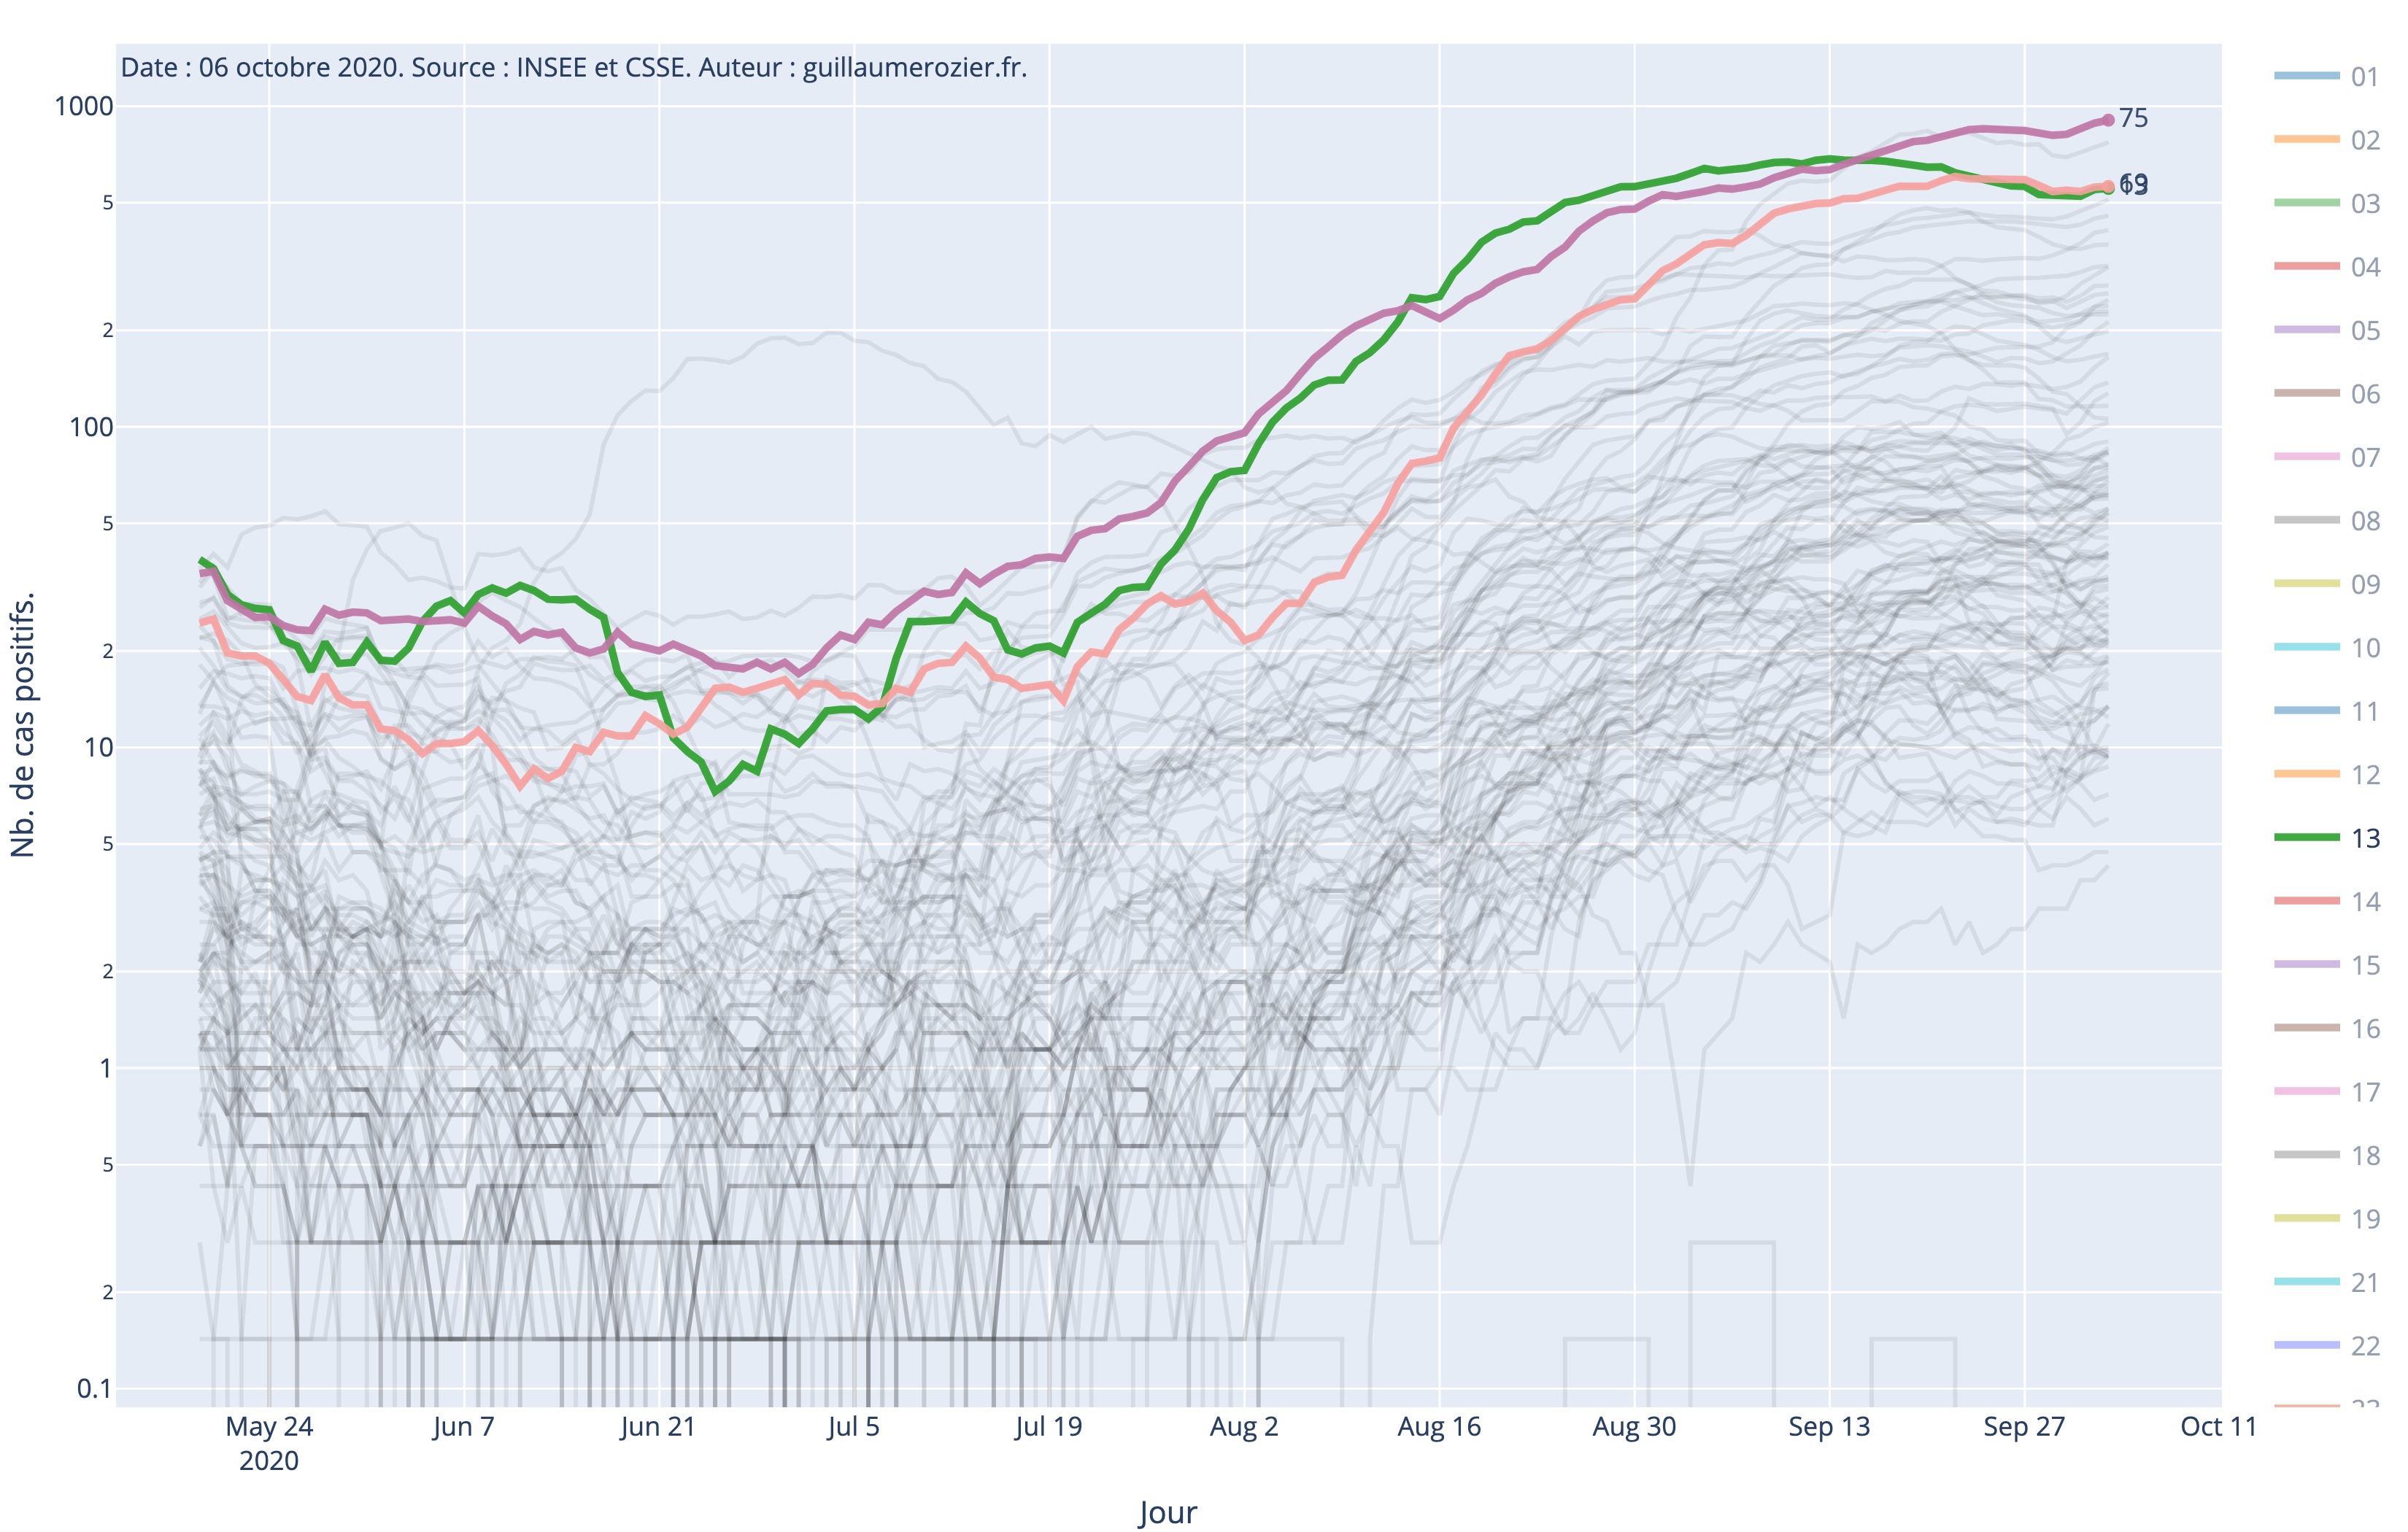 Date : 06 octobre 2020. Source : INSEE et CSSE. Auteur : guillaumerozier.fr.
1000
5
2
100
5
2
10
5
2
1
5
2
0.1
Nb. de cas positifs.
75
69
13
May 24
2020
Jun 7
Jun 21
Jul 5
Jul 19
Aug 2
Aug 16
Aug 30
Sep 13
Sep 27
Oct 11
Jour
01
02
03
04
05
06
07
08
09
10
11
12
13
14
15
16
17
18
19
21
22